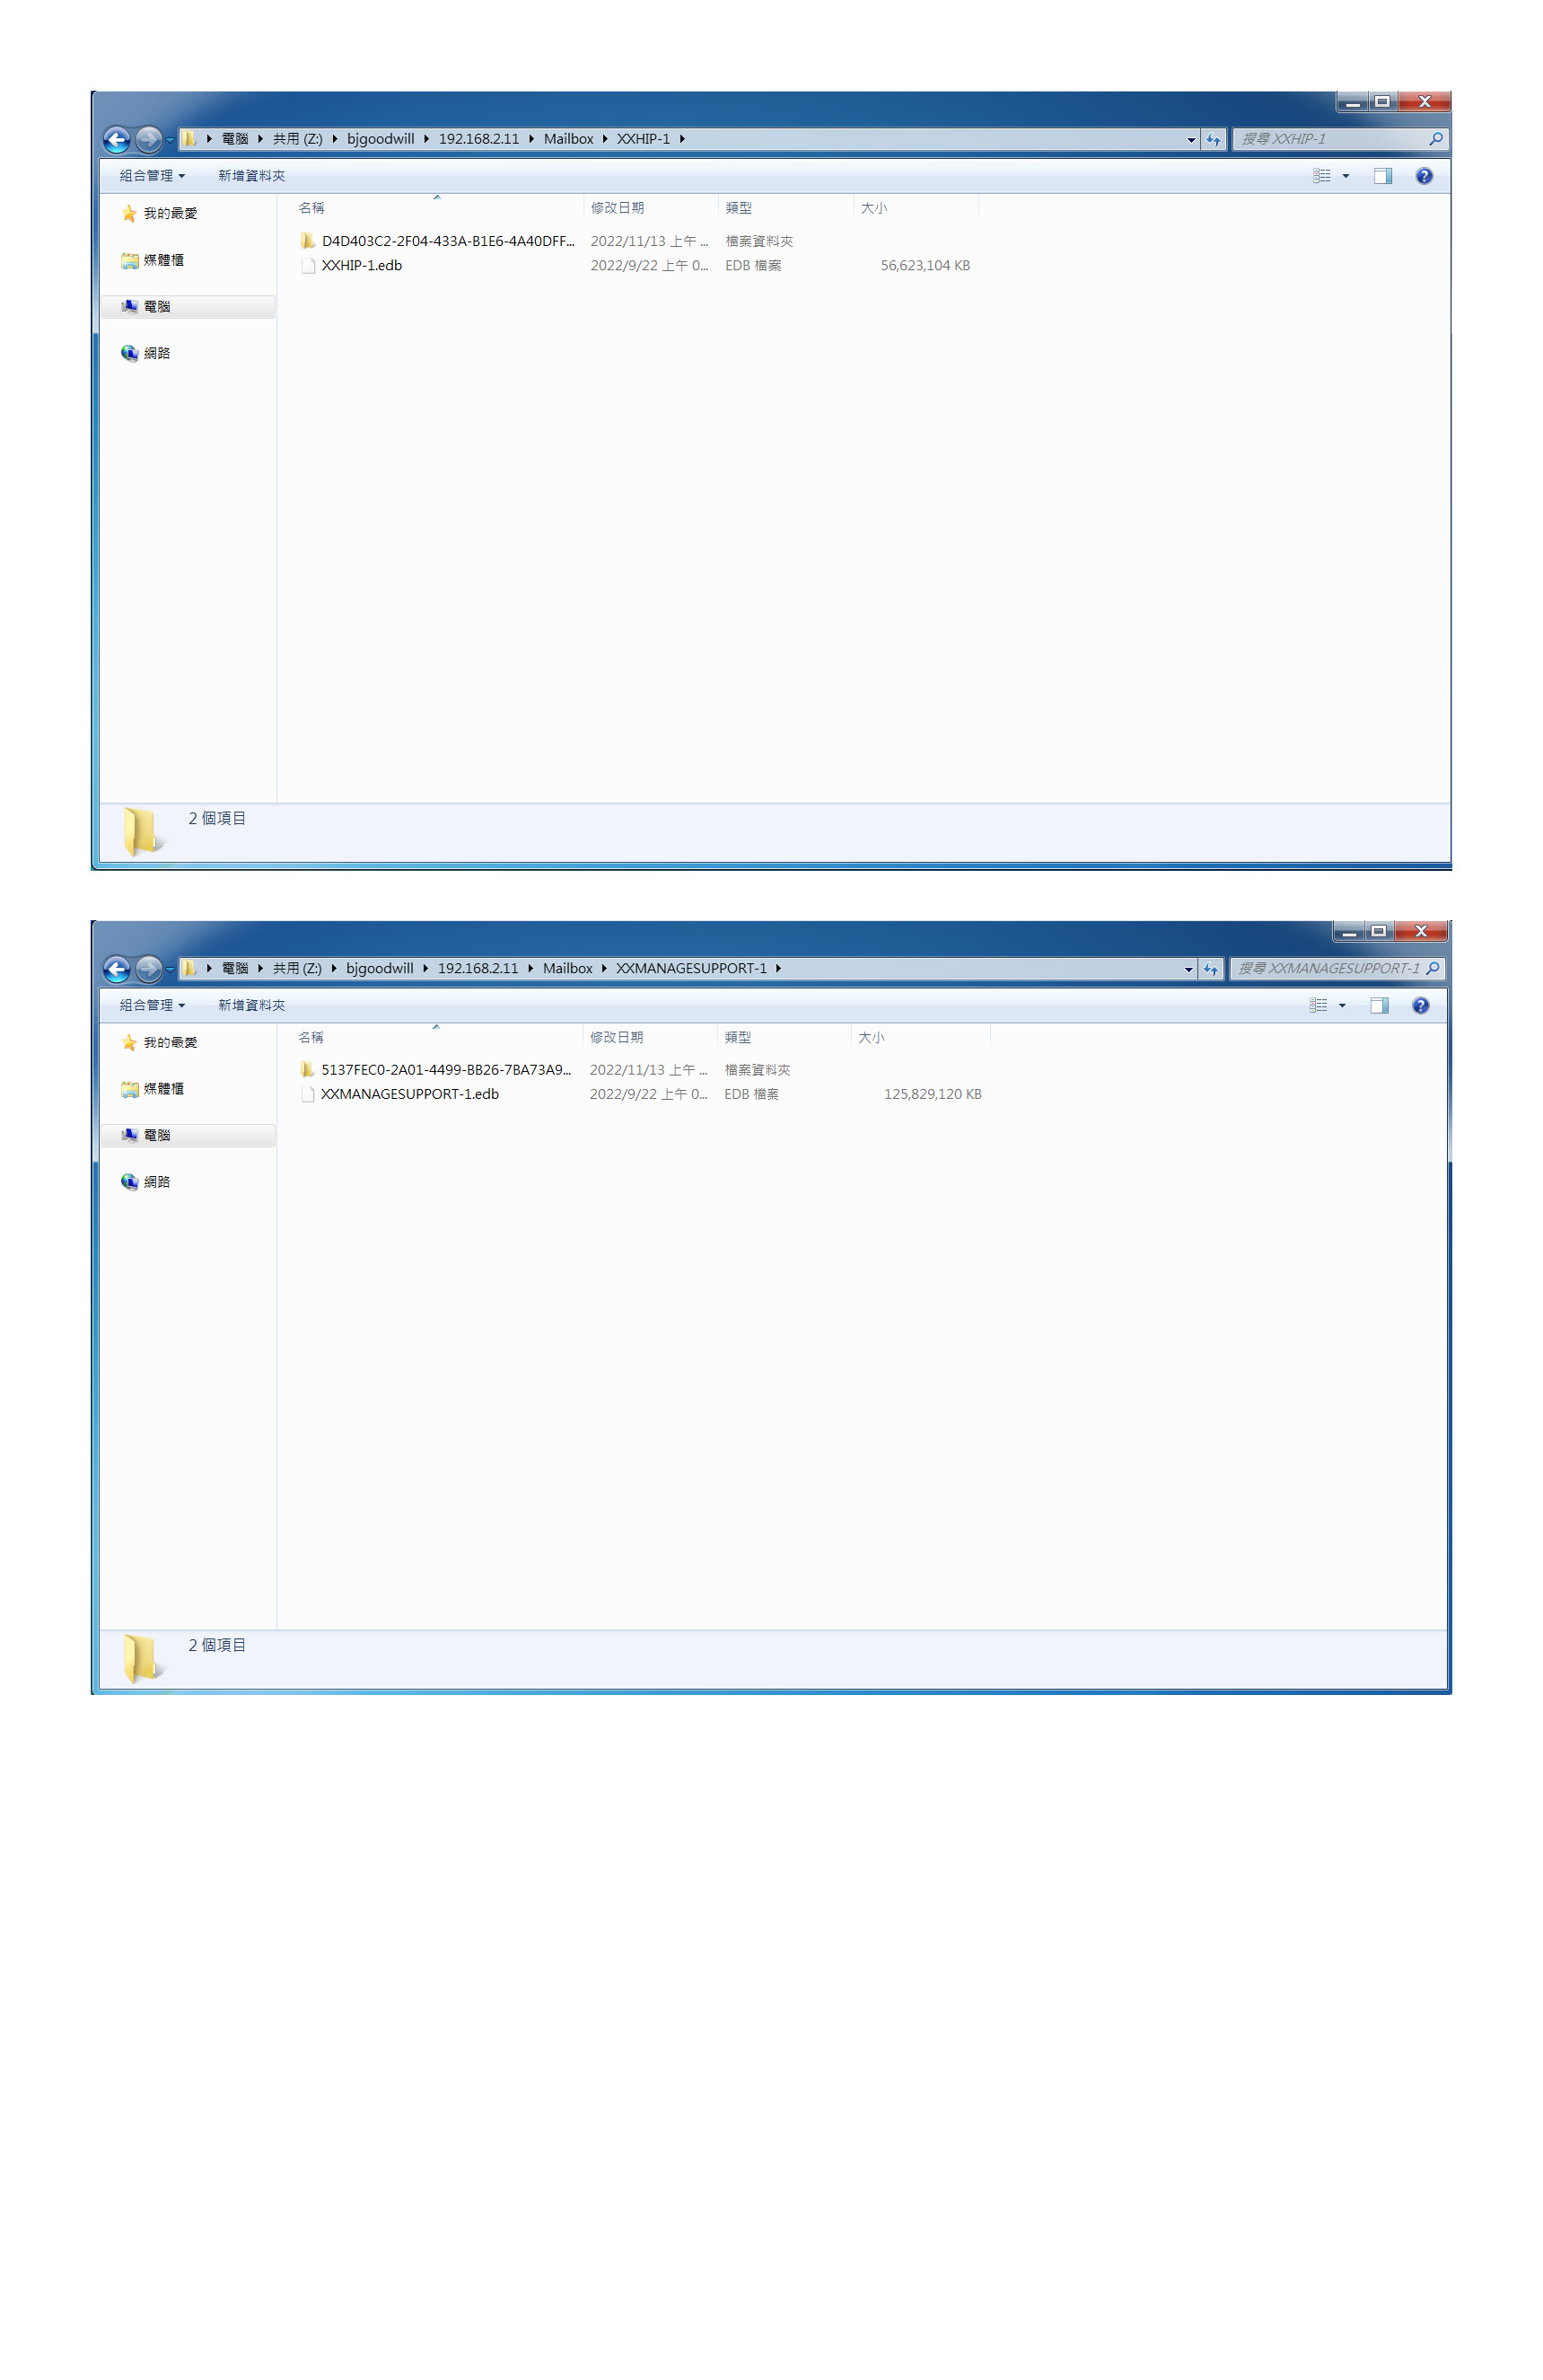 電腦 共用 (Z:) bjgoodwill 192.168.2.11 Mailbox XXHIP-1 搜尋 XXHIP-1
組合管理 新增資料夾
名稱 修改日期 類型 大小
我的最愛
媒體櫃
電腦
網路
D4D403C2-2F04-433A-B1E6-4A40DFF... 2022/11/13 上午 ... 檔案資料夾
XXHIP-1.edb 2022/9/22 上午 0... EDB 檔案 56,623,104 KB
2 個項目
電腦 共用 (Z:) bjgoodwill 192.168.2.11 Mailbox XXMANAGESUPPORT-1 搜尋 XXMANAGESUPPORT-1
組合管理 新增資料夾
名稱 修改日期 類型 大小
我的最愛
媒體櫃
電腦
網路
5137FEC0-2A01-4499-BB26-7BA73A9... 2022/11/13 上午 ... 檔案資料夾
XXMANAGESUPPORT-1.edb 2022/9/22 上午 0... EDB 檔案 125,829,120 KB
2 個項目